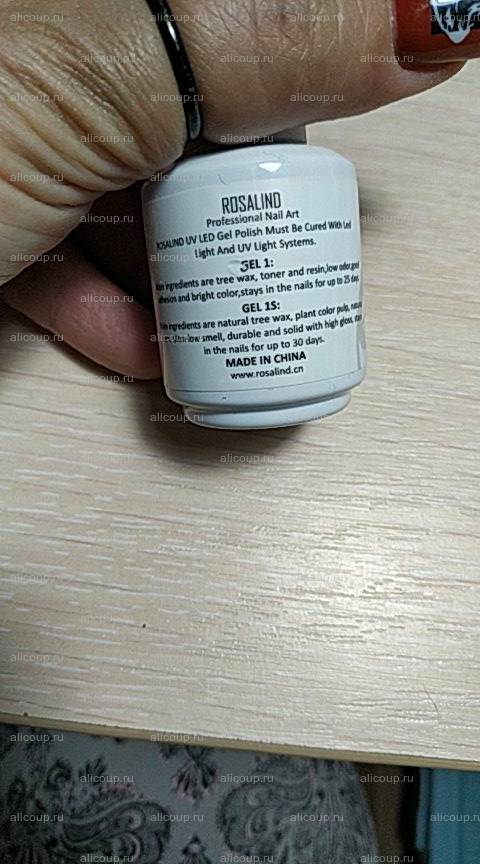 ROSALIND
Professional Nail Art
ROSALIND UV LED Gel Polish Must Be Cured With Led
Light And UV Light Systems.
GEL 1:
ingredients are tree wax, toner and resin,low odor,good
and bright color,stays in the nails for up to 25 days.
GEL 1S:
ingredients are natural tree wax, plant color pulp,
low smell, durable and solid with high gloss,
in the nails for up to 30 days.
MADE IN CHINA
www.rosalind.cn
alicoup.ru